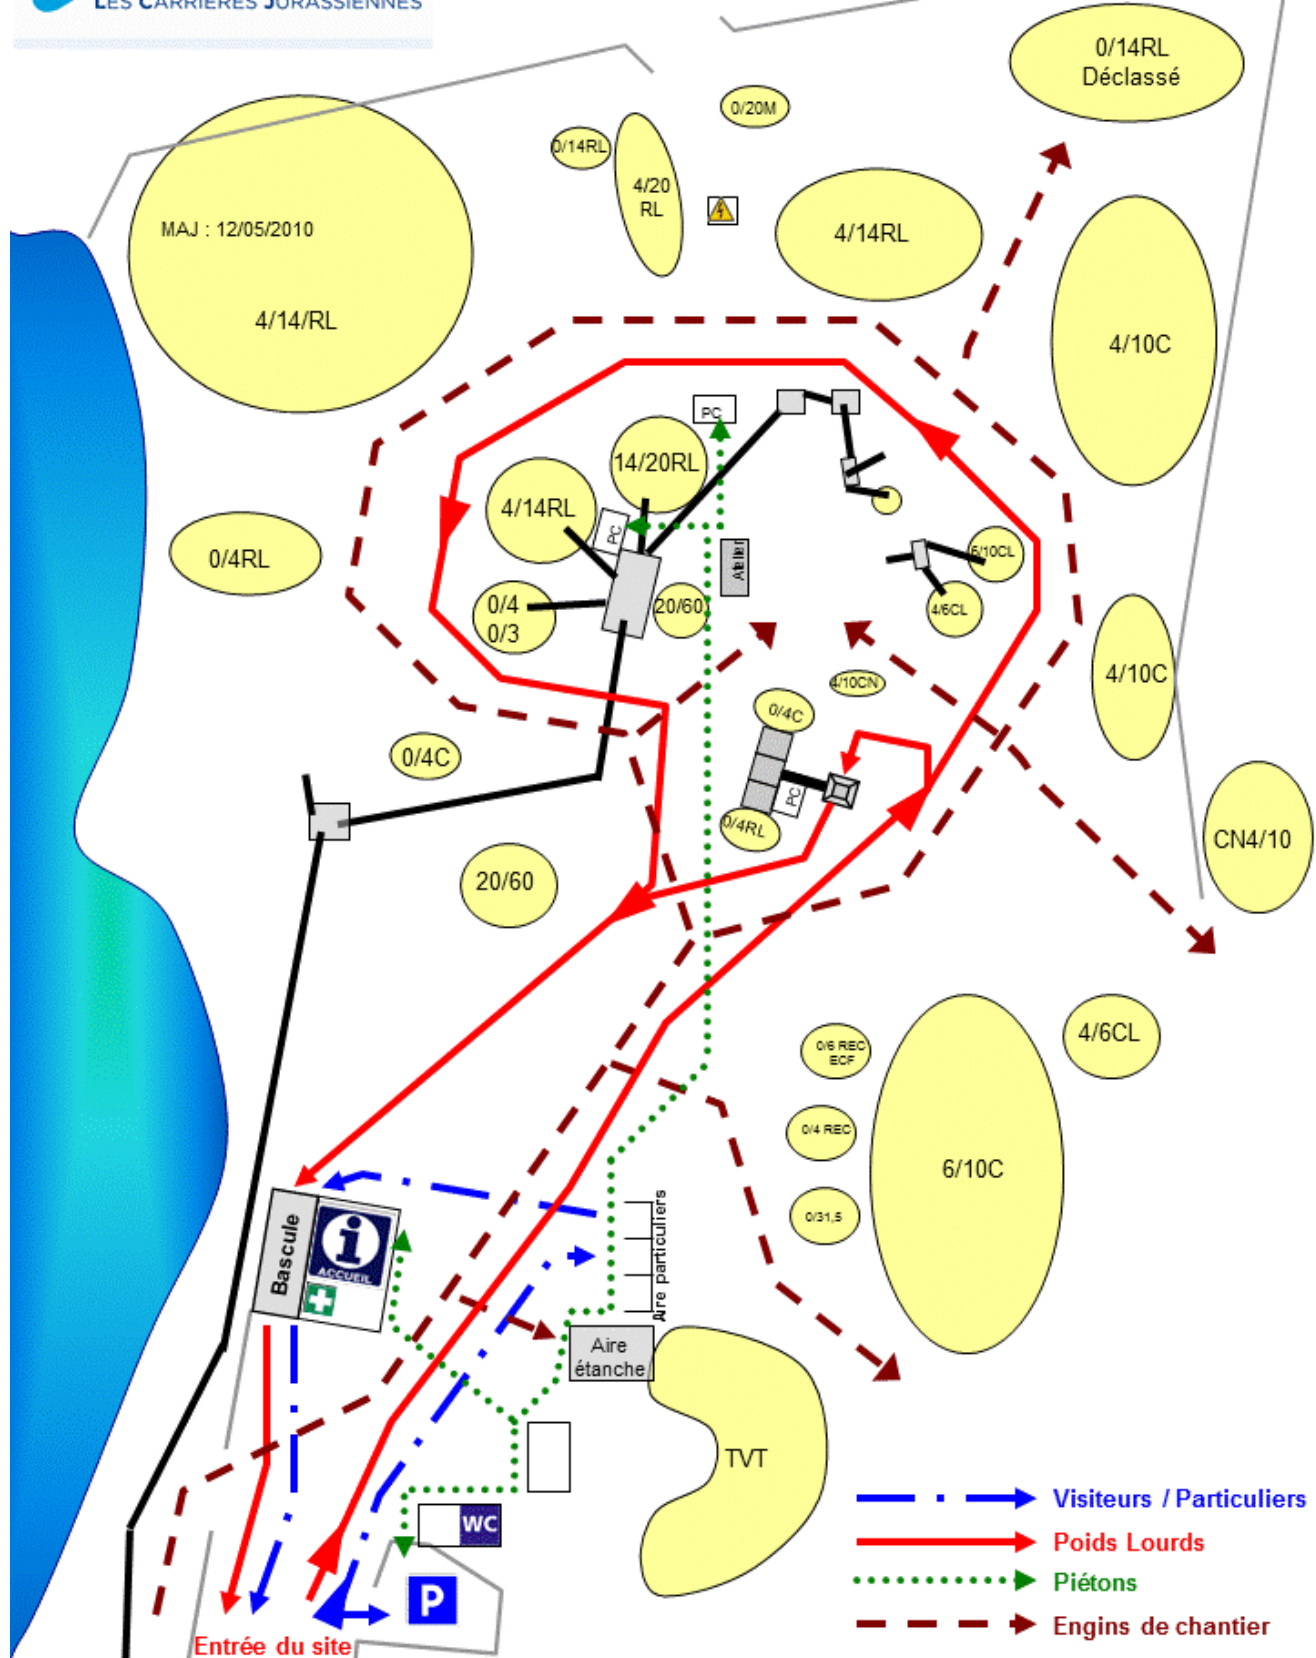 LES CARRIÈRES JURASSIENNES
0/14RL
Déclassé
0/20M
0/14RL
4/20
RL
4/14RL
MAJ : 12/05/2010
4/14/RL
4/10C
PC
14/20RL
4/14RL
PC
0/4RL
Atelier
6/10CL
4/6CL
0/4
0/3
20/60
4/10C
4/10CN
0/4C
0/4C
PC
0/4RL
CN4/10
20/60
0/6 REC
ECF
4/6CL
0/4 REC
6/10C
0/31,5
Aire particuliers
Bascule
i
ACCUEIL
Aire
étanche
TVT
WC
P
Entrée du site
Visiteurs / Particuliers
Poids Lourds
Piétons
Engins de chantier